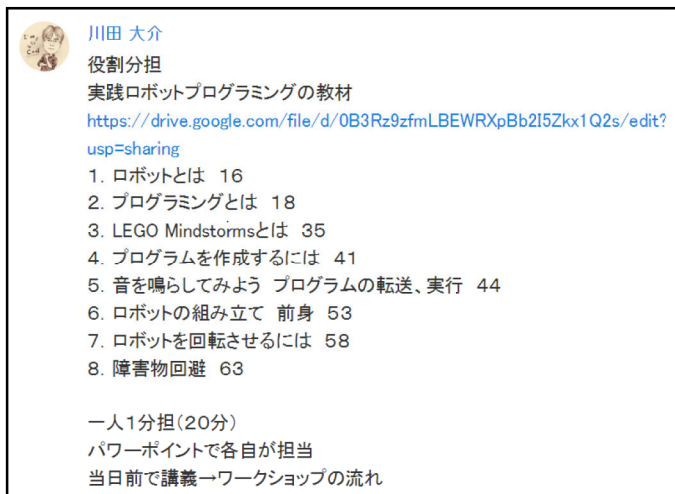 川田 大介
役割分担
実践ロボットプログラミングの教材
https://drive.google.com/file/d/0B3Rz9zfmLBEWRXpBb2I5Zkx1Q2s/edit?
usp=sharing
1. ロボットとは 16
2. プログラミングとは 18
3. LEGO Mindstormsとは 35
4. プログラムを作成するには 41
5. 音を鳴らしてみよう プログラムの転送、実行 44
6. ロボットの組み立て 前身 53
7. ロボットを回転させるには 58
8. 障害物回避 63
一人1分担(20分)
パワーポイントで各自が担当
当日前で講義→ワークショップの流れ